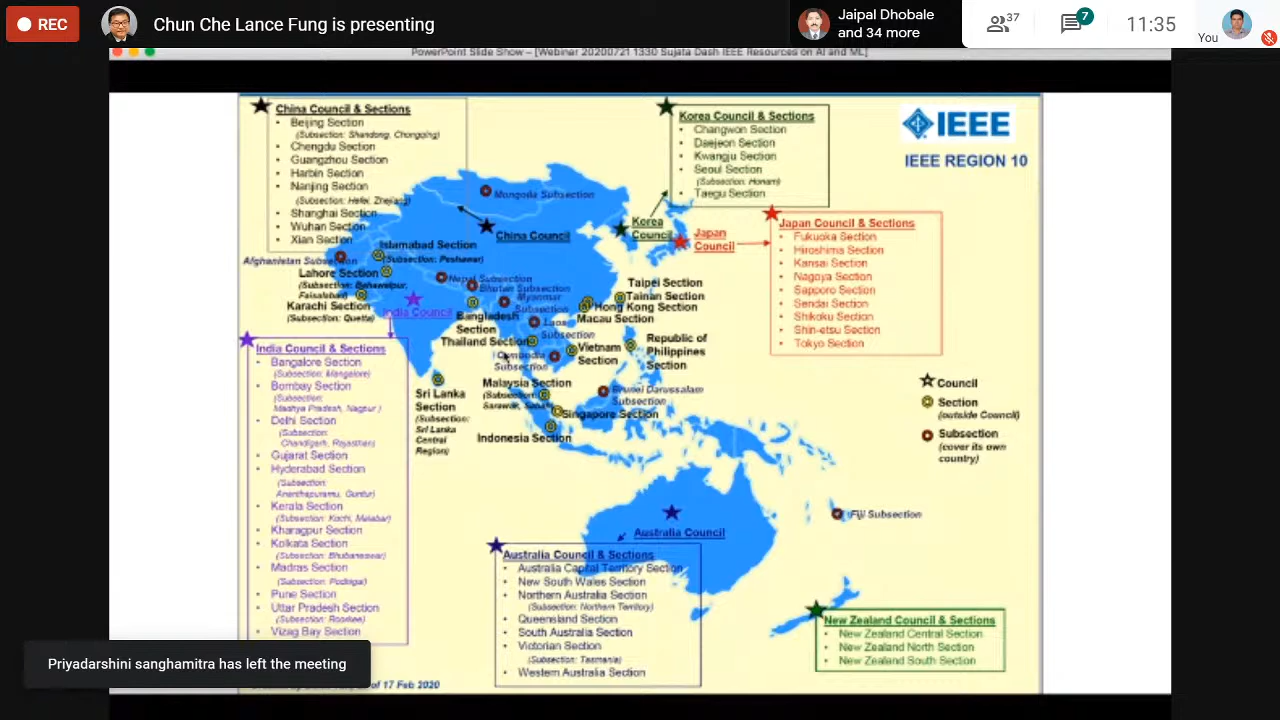 REC
Chun Che Lance Fung is presenting
Jaipal Dhobale
and 34 more
37
7
11:35
You
PowerPoint Slide Show - [Webinar 20200721 1330 Sujata Dash IEEE Resources on AI and ML]
China Council & Sections
• Beijing Section
(Subsection: Shandong, Chongqing)
• Chengdu Section
• Guangzhou Section
• Harbin Section
• Nanjing Section
(Subsection: Hefei, Zhejiang)
• Shanghai Section
• Wuhan Section
• Xian Section
Korea Council & Sections
• Changwon Section
• Daejeon Section
• Kwangju Section
• Seoul Section
(Subsection: Honam)
• Taegu Section
IEEE
IEEE REGION 10
Japan Council & Sections
• Fukuoka Section
• Hiroshima Section
• Kansai Section
• Nagoya Section
• Sapporo Section
• Sendai Section
• Shikoku Section
• Shin-etsu Section
• Tokyo Section
Mongolia Subsection
China Council
Korea
Council
Japan
Council
Islamabad Section
(Subsection: Peshawar)
Afghanistan Subsection
Lahore Section
(Subsection: Bahawalpur,
Faisalabad)
Karachi Section
(Subsection: Quetta)
India Council
Nepal Subsection
Bhutan Subsection
Myanmar
Subsection
Bangladesh
Section
Laos
Subsection
Thailand Section
Cambodia
Subsection
Vietnam
Section
Taipei Section
Tainan Section
Hong Kong Section
Macau Section
Republic of
Philippines
Section
Malaysia Section
(Subsection:
Sarawak, Sabah)
Brunei Darussalam
Subsection
Singapore Section
Indonesia Section
Sri Lanka
Section
(Subsection:
Sri Lanka
Central
Region)
India Council & Sections
• Bangalore Section
(Subsection: Mangalore)
• Bombay Section
(Subsection:
Madhya Pradesh, Nagpur )
• Delhi Section
(Subsection:
Chandigarh, Rajasthan)
• Gujarat Section
• Hyderabad Section
(Subsection:
Ananthapuramu, Guntur)
• Kerala Section
(Subsection: Kochi, Malabar)
• Kharagpur Section
• Kolkata Section
(Subsection: Bhubaneswar)
• Madras Section
(Subsection: Podhigai)
• Pune Section
• Uttar Pradesh Section
(Subsection: Roorkee)
• Vizag Bay Section
Council
Section
(outside Council)
Subsection
(cover its own
country)
Fiji Subsection
Australia Council
Australia Council & Sections
• Australia Capital Territory Section
• New South Wales Section
• Northern Australia Section
(Subsection: Northern Territory)
• Queensland Section
• South Australia Section
• Victorian Section
(Subsection: Tasmania)
• Western Australia Section
New Zealand Council & Sections
• New Zealand Central Section
• New Zealand North Section
• New Zealand South Section
of 17 Feb 2020
Priyadarshini sanghamitra has left the meeting